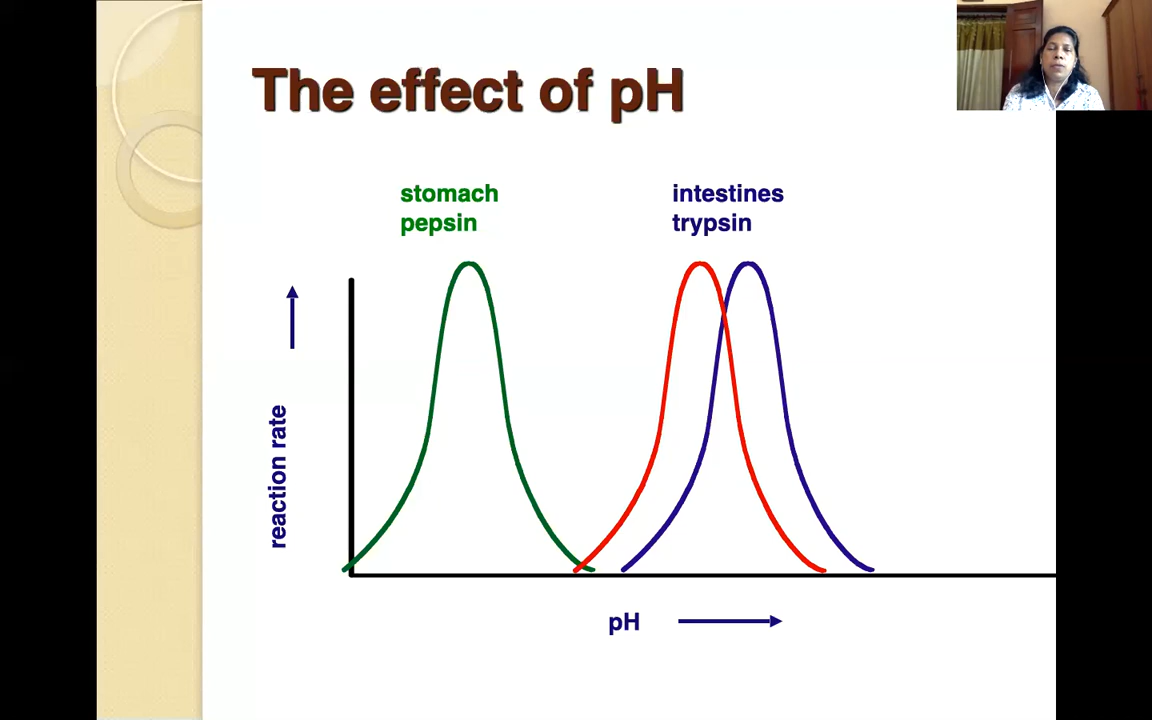 The effect of pH
stomach
pepsin
intestines
trypsin
reaction rate
pH